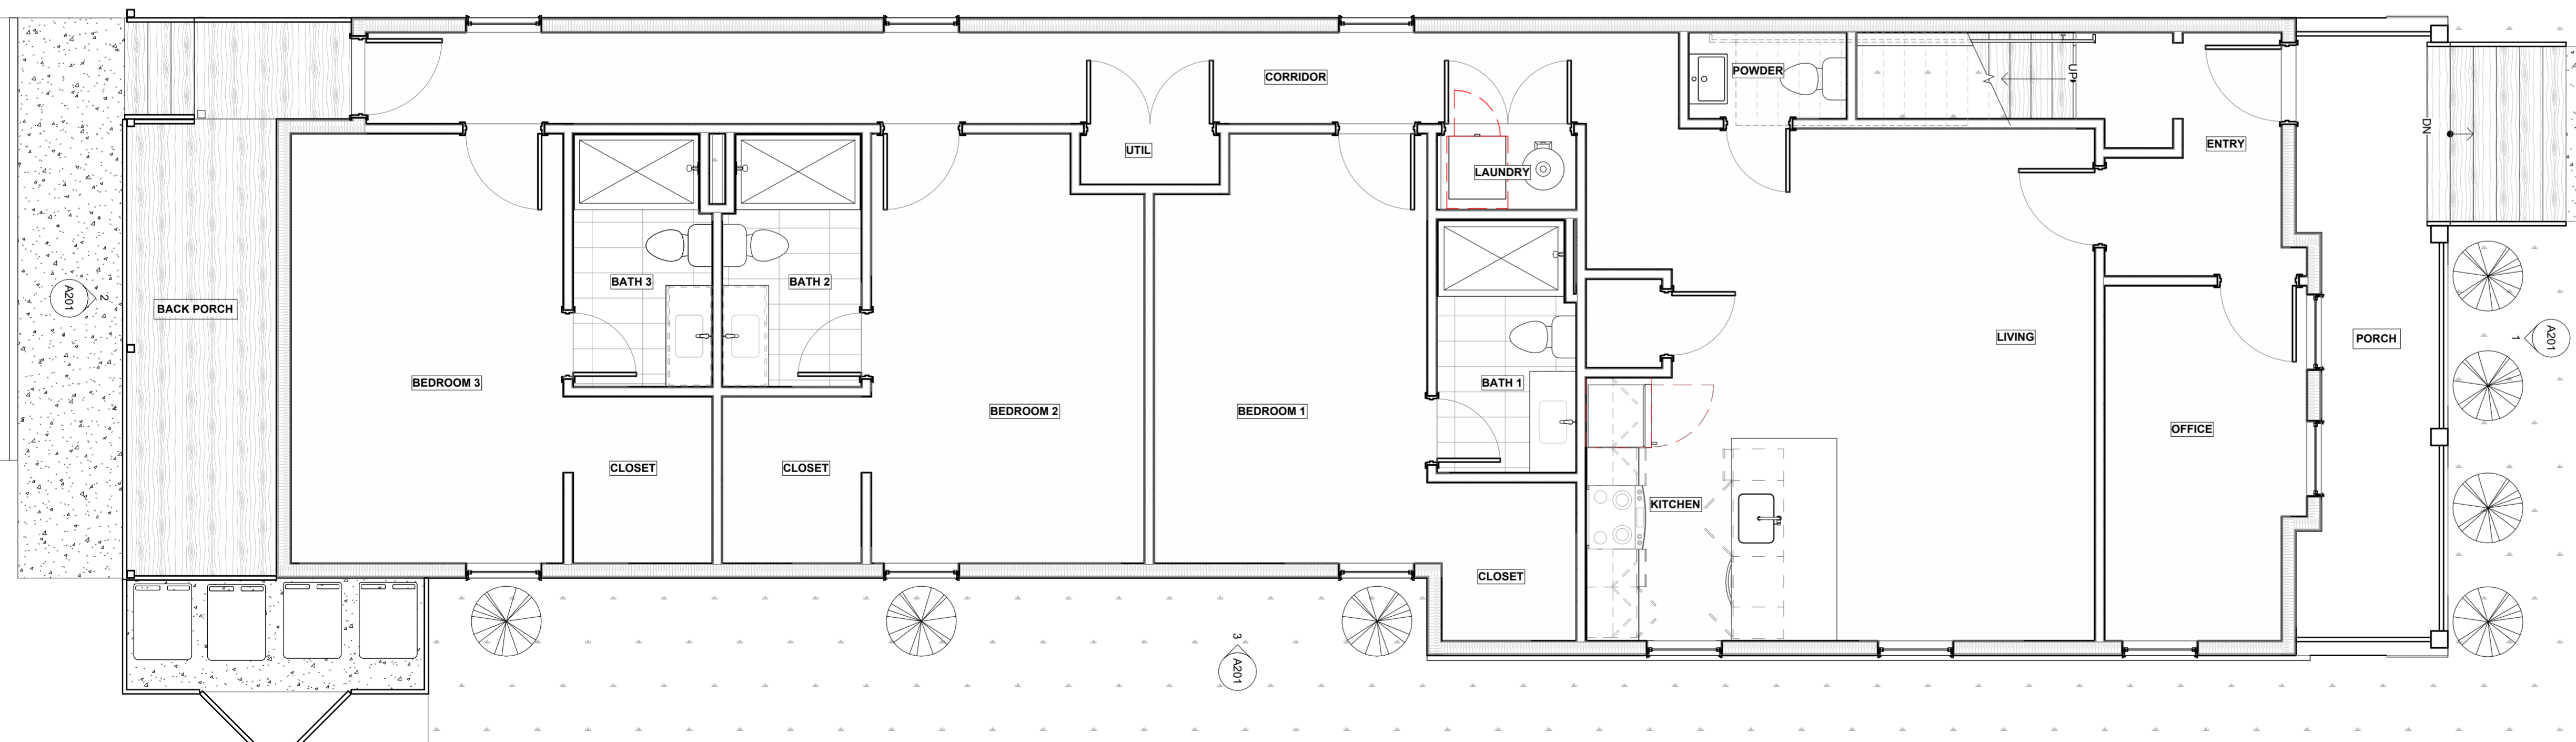 CORRIDOR
POWDER
UP
DN
UTIL
ENTRY
LAUNDRY
BATH 3
BATH 2
2
A201
BACK PORCH
LIVING
PORCH
1
A201
BEDROOM 3
BEDROOM 2
BEDROOM 1
BATH 1
OFFICE
CLOSET
CLOSET
KITCHEN
CLOSET
3
A201